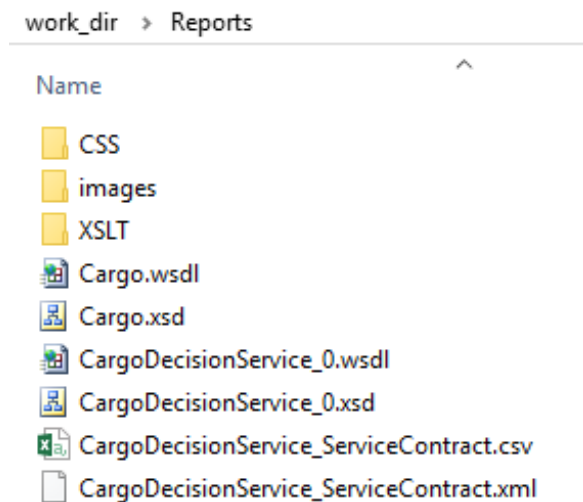 work_dir > Reports
Name
CSS
images
XSLT
Cargo.wsdl
Cargo.xsd
CargoDecisionService_0.wsdl
CargoDecisionService_0.xsd
CargoDecisionService_ServiceContract.csv
CargoDecisionService_ServiceContract.xml